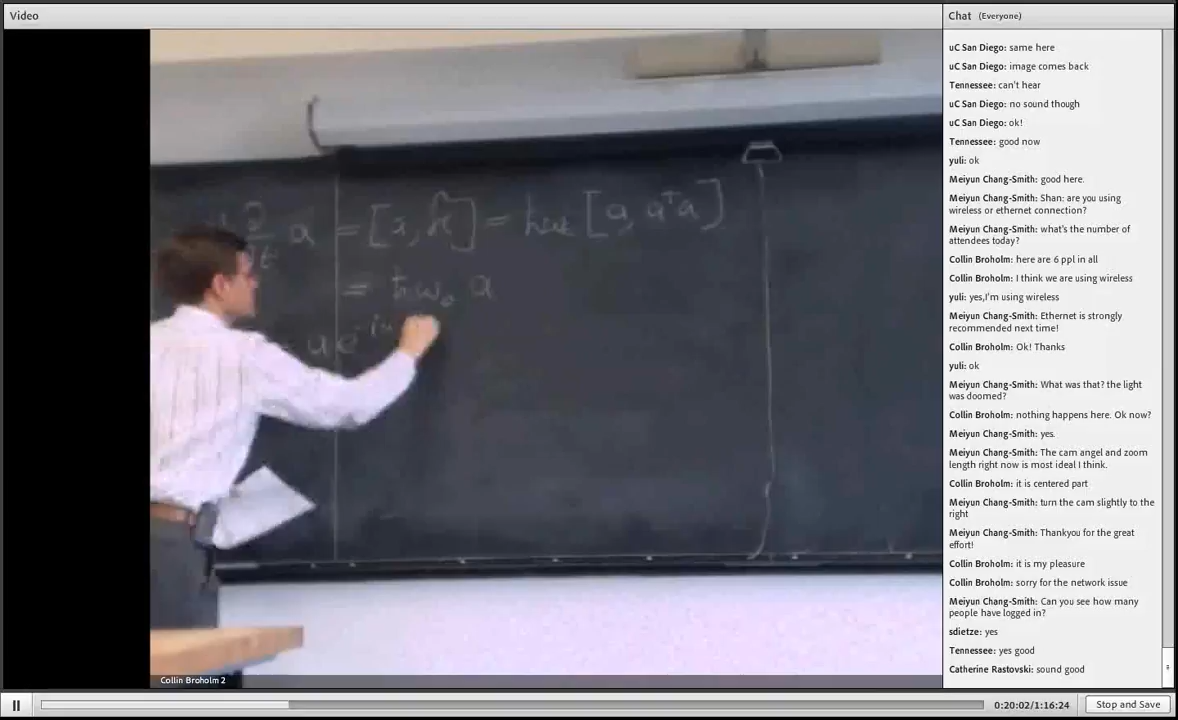 Video
= [a, ℋ] = ħω₀ [a, a†a]
= ħω₀ a
= a e^-iω
Collin Broholm 2
Chat (Everyone)
uC San Diego: same here
uC San Diego: image comes back
Tennessee: can't hear
uC San Diego: no sound though
uC San Diego: ok!
Tennessee: good now
yuli: ok
Meiyun Chang-Smith: good here.
Meiyun Chang-Smith: Shan: are you using
wireless or ethernet connection?
Meiyun Chang-Smith: what's the number of
attendees today?
Collin Broholm: here are 6 ppl in all
Collin Broholm: I think we are using wireless
yuli: yes,I'm using wireless
Meiyun Chang-Smith: Ethernet is strongly
recommended next time!
Collin Broholm: Ok! Thanks
yuli: ok
Meiyun Chang-Smith: What was that? the light
was doomed?
Collin Broholm: nothing happens here. Ok now?
Meiyun Chang-Smith: yes.
Meiyun Chang-Smith: The cam angel and zoom
length right now is most ideal I think.
Collin Broholm: it is centered part
Meiyun Chang-Smith: turn the cam slightly to the
right
Meiyun Chang-Smith: Thankyou for the great
effort!
Collin Broholm: it is my pleasure
Collin Broholm: sorry for the network issue
Meiyun Chang-Smith: Can you see how many
people have logged in?
sdietze: yes
Tennessee: yes good
Catherine Rastovski: sound good
0:20:02/1:16:24
Stop and Save